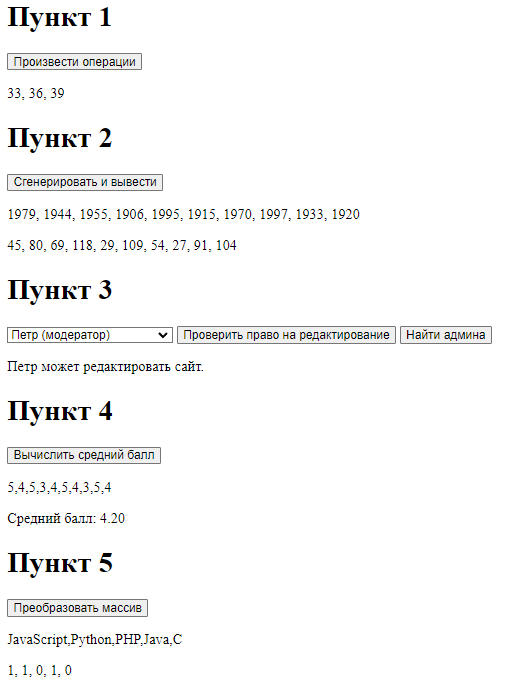 Пункт 1
Произвести операции
33, 36, 39
Пункт 2
Сгенерировать и вывести
1979, 1944, 1955, 1906, 1995, 1915, 1970, 1997, 1933, 1920
45, 80, 69, 118, 29, 109, 54, 27, 91, 104
Пункт 3
Петр (модератор) Проверить право на редактирование Найти админа
Петр может редактировать сайт.
Пункт 4
Вычислить средний балл
5,4,5,3,4,5,4,3,5,4
Средний балл: 4.20
Пункт 5
Преобразовать массив
JavaScript,Python,PHP,Java,C
1, 1, 0, 1, 0